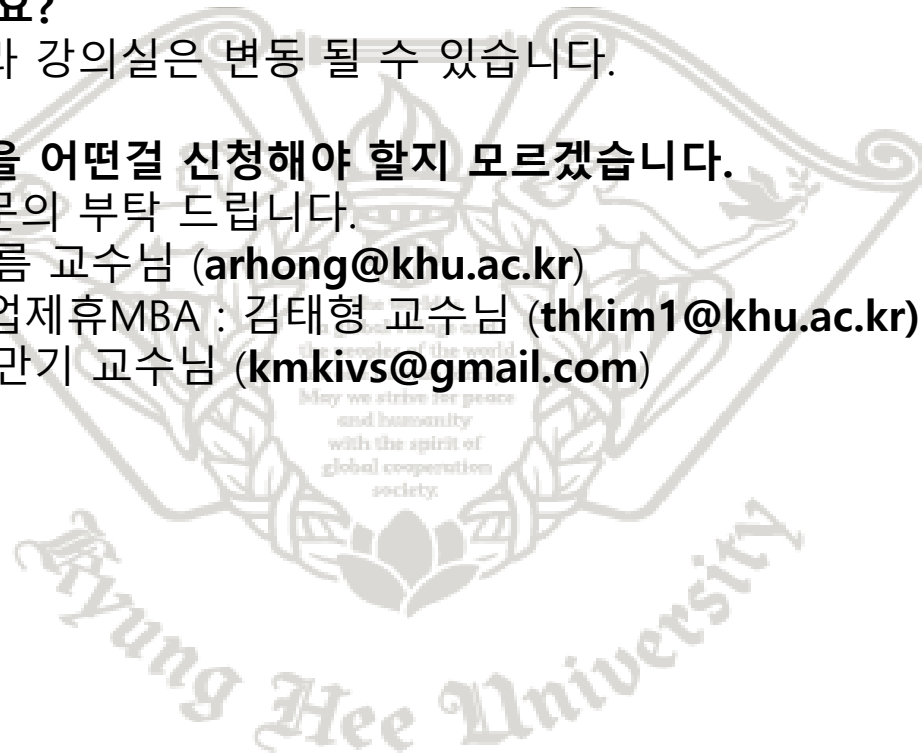 요?
과 강의실은 변동 될 수 있습니다.
을 어떤걸 신청해야 할지 모르겠습니다.
문의 부탁 드립니다.
름 교수님 (arhong@khu.ac.kr)
업제휴MBA : 김태형 교수님 (thkim1@khu.ac.kr)
만기 교수님 (kmkivs@gmail.com)
of the world
May we strive for peace
and humanity
with the spirit of
global cooperation
society.
Kyung Hee University